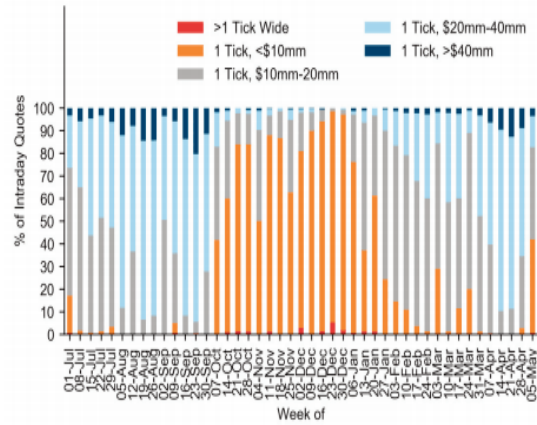 >1 Tick Wide
1 Tick, <$10mm
1 Tick, $10mm-20mm
1 Tick, $20mm-40mm
1 Tick, >$40mm
% of Intraday Quotes
100
90
80
70
60
50
40
30
20
10
0
01-Jul
08-Jul
15-Jul
22-Jul
29-Jul
05-Aug
12-Aug
19-Aug
26-Aug
02-Sep
09-Sep
16-Sep
23-Sep
30-Sep
07-Oct
14-Oct
21-Oct
28-Oct
04-Nov
11-Nov
18-Nov
25-Nov
02-Dec
09-Dec
16-Dec
23-Dec
30-Dec
06-Jan
13-Jan
20-Jan
27-Jan
03-Feb
10-Feb
17-Feb
24-Feb
03-Mar
10-Mar
17-Mar
24-Mar
31-Mar
07-Apr
14-Apr
21-Apr
28-Apr
05-May
Week of